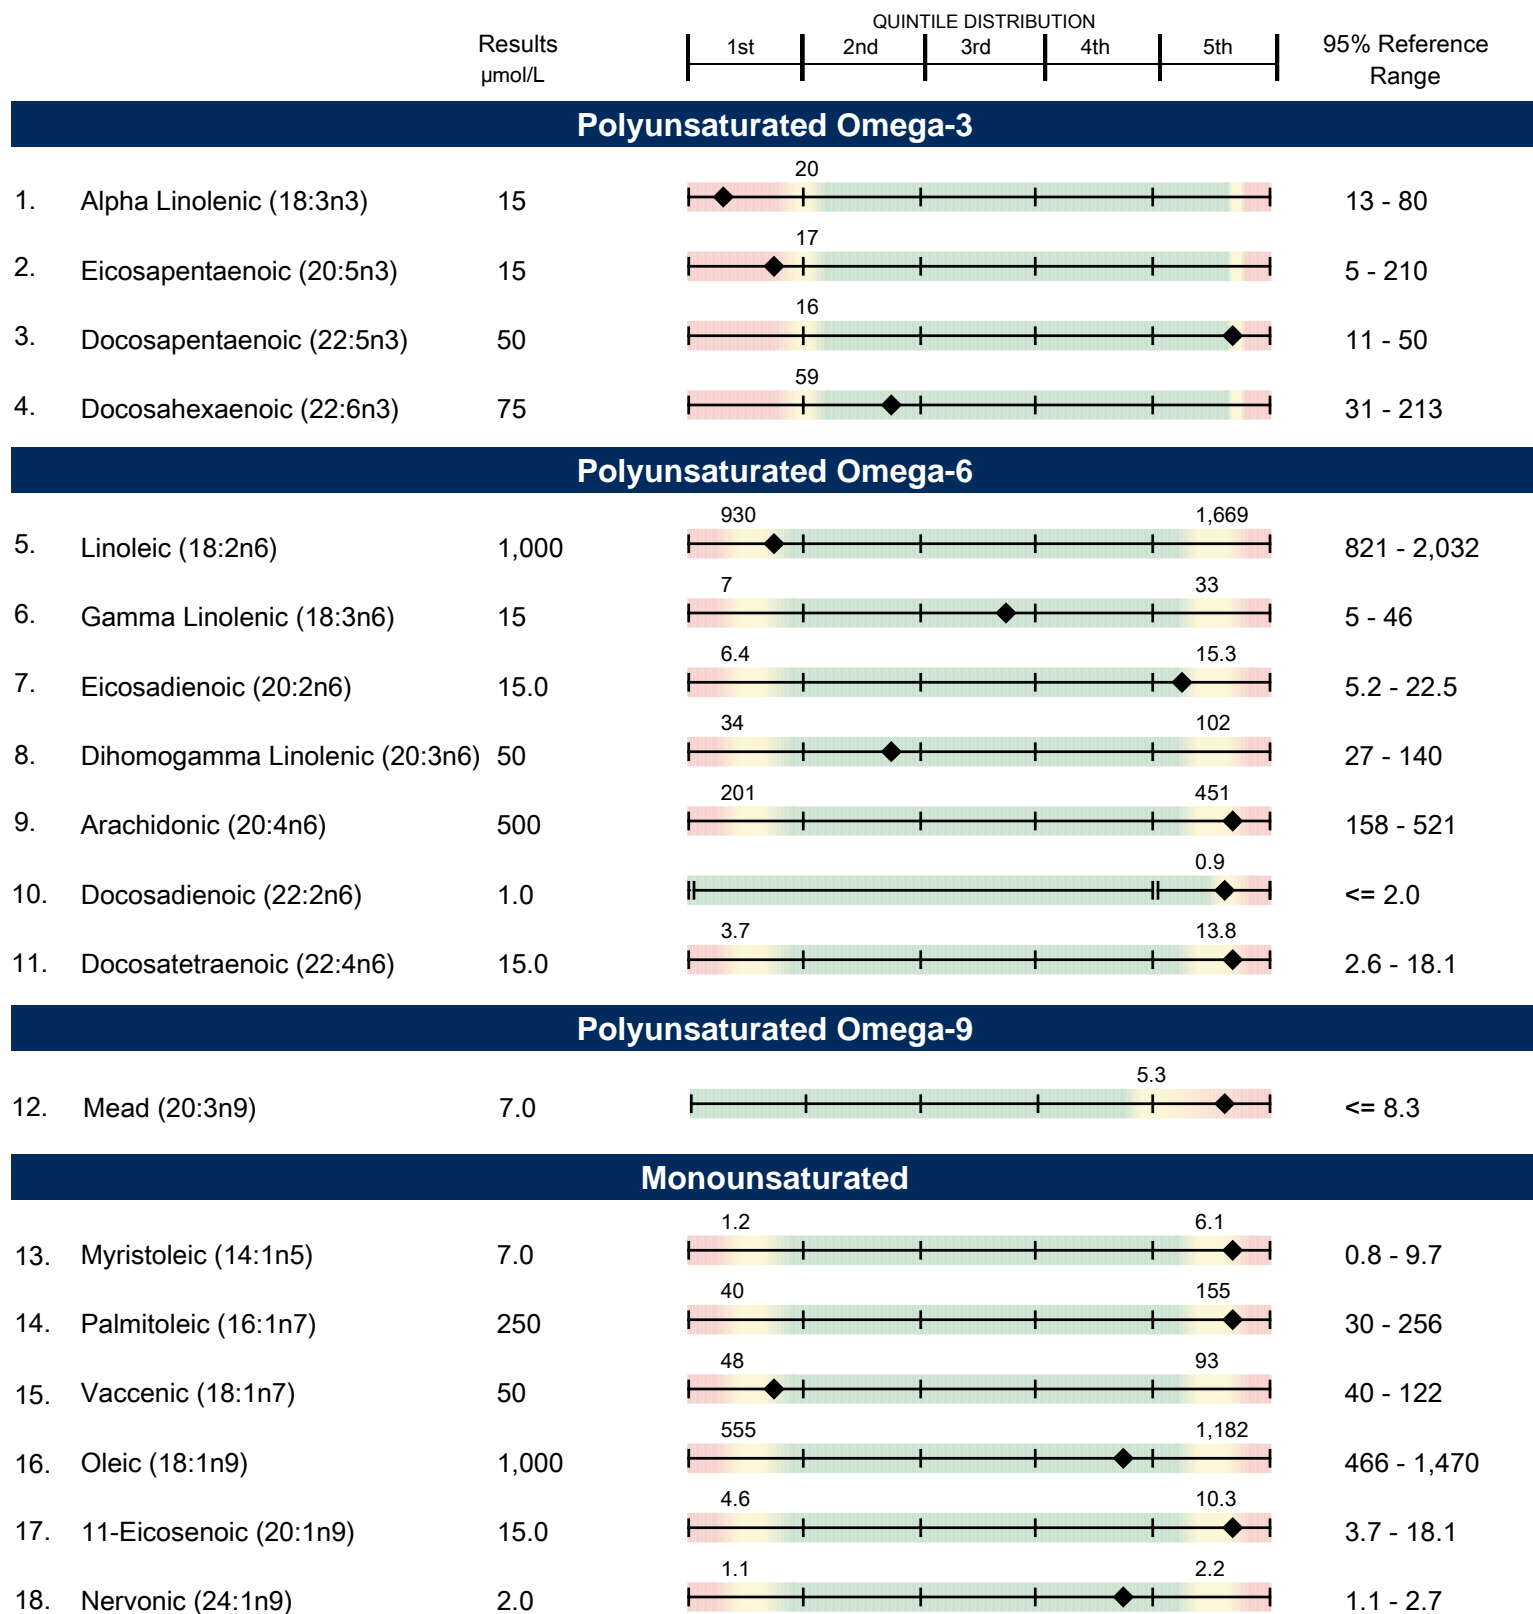 QUINTILE DISTRIBUTION
Results 1st 2nd 3rd 4th 5th 95% Reference
µmol/L Range
Polyunsaturated Omega-3
20
1. Alpha Linolenic (18:3n3) 15 13 - 80
17
2. Eicosapentaenoic (20:5n3) 15 5 - 210
16
3. Docosapentaenoic (22:5n3) 50 11 - 50
59
4. Docosahexaenoic (22:6n3) 75 31 - 213
Polyunsaturated Omega-6
930 1,669
5. Linoleic (18:2n6) 1,000 821 - 2,032
7 33
6. Gamma Linolenic (18:3n6) 15 5 - 46
6.4 15.3
7. Eicosadienoic (20:2n6) 15.0 5.2 - 22.5
34 102
8. Dihomogamma Linolenic (20:3n6) 50 27 - 140
201 451
9. Arachidonic (20:4n6) 500 158 - 521
0.9
10. Docosadienoic (22:2n6) 1.0 <= 2.0
3.7 13.8
11. Docosatetraenoic (22:4n6) 15.0 2.6 - 18.1
Polyunsaturated Omega-9
5.3
12. Mead (20:3n9) 7.0 <= 8.3
Monounsaturated
1.2 6.1
13. Myristoleic (14:1n5) 7.0 0.8 - 9.7
40 155
14. Palmitoleic (16:1n7) 250 30 - 256
48 93
15. Vaccenic (18:1n7) 50 40 - 122
555 1,182
16. Oleic (18:1n9) 1,000 466 - 1,470
4.6 10.3
17. 11-Eicosenoic (20:1n9) 15.0 3.7 - 18.1
1.1 2.2
18. Nervonic (24:1n9) 2.0 1.1 - 2.7